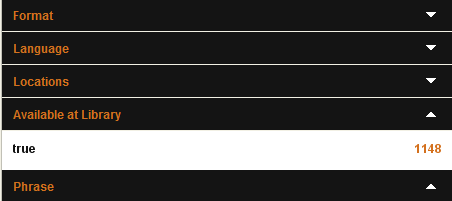 Format
Language
Locations
Available at Library
true 1148
Phrase